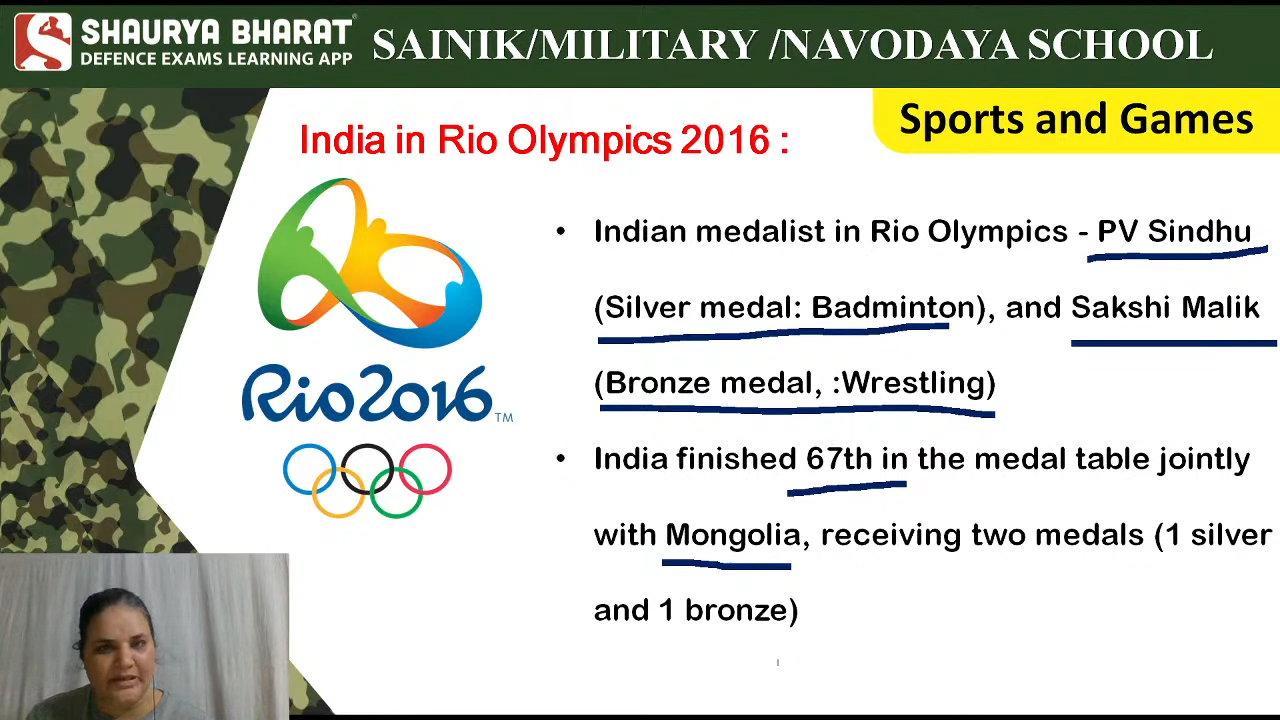 SHAURYA BHARAT®
DEFENCE EXAMS LEARNING APP
SAINIK/MILITARY /NAVODAYA SCHOOL
Sports and Games
India in Rio Olympics 2016 :
• Indian medalist in Rio Olympics - PV Sindhu
(Silver medal: Badminton), and Sakshi Malik
(Bronze medal, :Wrestling)
Rio2016™
• India finished 67th in the medal table jointly
with Mongolia, receiving two medals (1 silver
and 1 bronze)